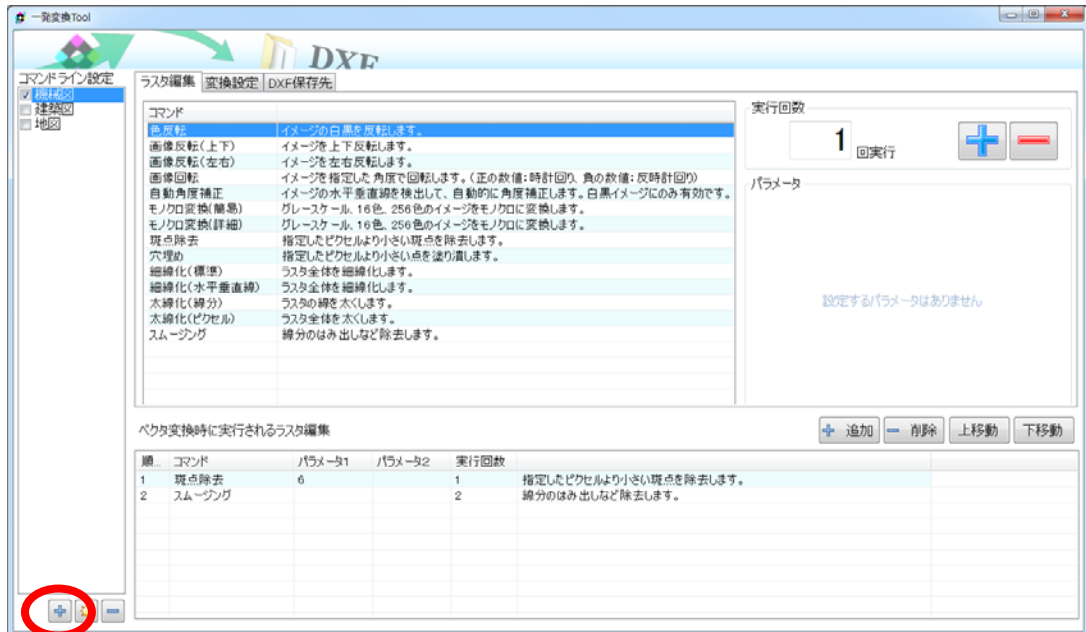 一発変換Tool
DXF
コマンドライン設定
機械図
建築図
地図
ラスタ編集 変換設定 DXF保存先
コマンド
色反転 イメージの白黒を反転します。
画像反転(上下) イメージを上下反転します。
画像反転(左右) イメージを左右反転します。
画像回転 イメージを指定した角度で回転します。(正の数値:時計回り、負の数値:反時計回り)
自動角度補正 イメージの水平垂直線を検出して、自動的に角度補正します。白黒イメージにのみ有効です。
モノクロ変換(簡易) グレースケール、16色、256色のイメージをモノクロに変換します。
モノクロ変換(詳細) グレースケール、16色、256色のイメージをモノクロに変換します。
斑点除去 指定したピクセルより小さい斑点を除去します。
穴埋め 指定したピクセルより小さい点を塗り潰します。
細線化(標準) ラスタ全体を細線化します。
細線化(水平垂直線) ラスタ全体を細線化します。
太線化(線分) ラスタの線を太くします。
太線化(ピクセル) ラスタ全体を太くします。
スムージング 線分のはみ出しなど除去します。
実行回数
1 回実行
パラメータ
設定するパラメータはありません
ベクタ変換時に実行されるラスタ編集
追加 削除 上移動 下移動
順... コマンド パラメータ1 パラメータ2 実行回数
1 斑点除去 6 1 指定したピクセルより小さい斑点を除去します。
2 スムージング 2 線分のはみ出しなど除去します。